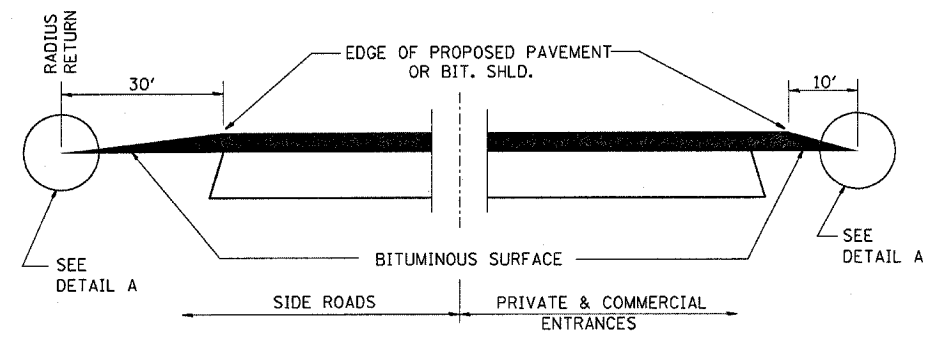 RADIUS
RETURN
30'
EDGE OF PROPOSED PAVEMENT
OR BIT. SHLD.
10'
SEE
DETAIL A
BITUMINOUS SURFACE
SEE
DETAIL A
SIDE ROADS
PRIVATE & COMMERCIAL
ENTRANCES